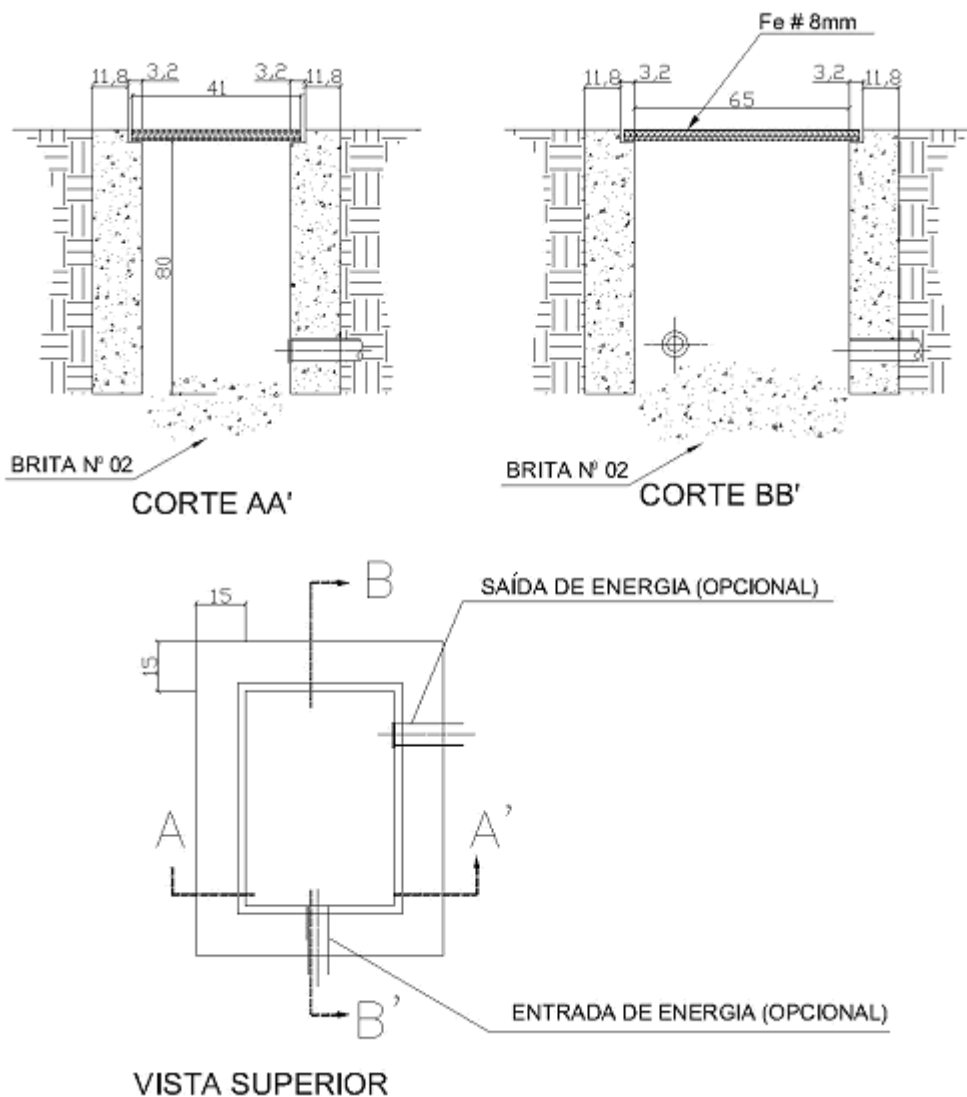 Fe # 8mm
11,8
3,2
3,2
11,8
41
11,8
3,2
3,2
11,8
65
80
BRITA Nº 02
CORTE AA'
BRITA Nº 02
CORTE BB'
B
SAÍDA DE ENERGIA (OPCIONAL)
15
15
A
A'
B'
ENTRADA DE ENERGIA (OPCIONAL)
VISTA SUPERIOR